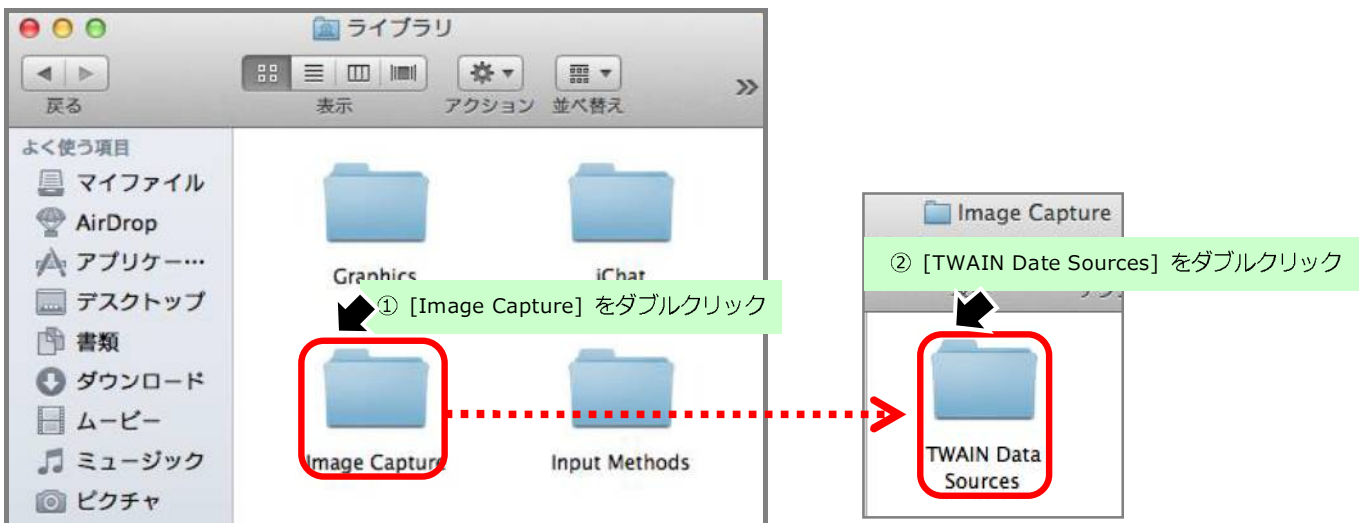 ライブラリ
戻る
表示
アクション
並べ替え
よく使う項目
マイファイル
AirDrop
アプリケー…
デスクトップ
書類
ダウンロード
ムービー
ミュージック
ピクチャ
Graphics
iChat
① [Image Capture] をダブルクリック
Image Capture
Input Methods
Image Capture
② [TWAIN Date Sources] をダブルクリック
TWAIN Data
Sources